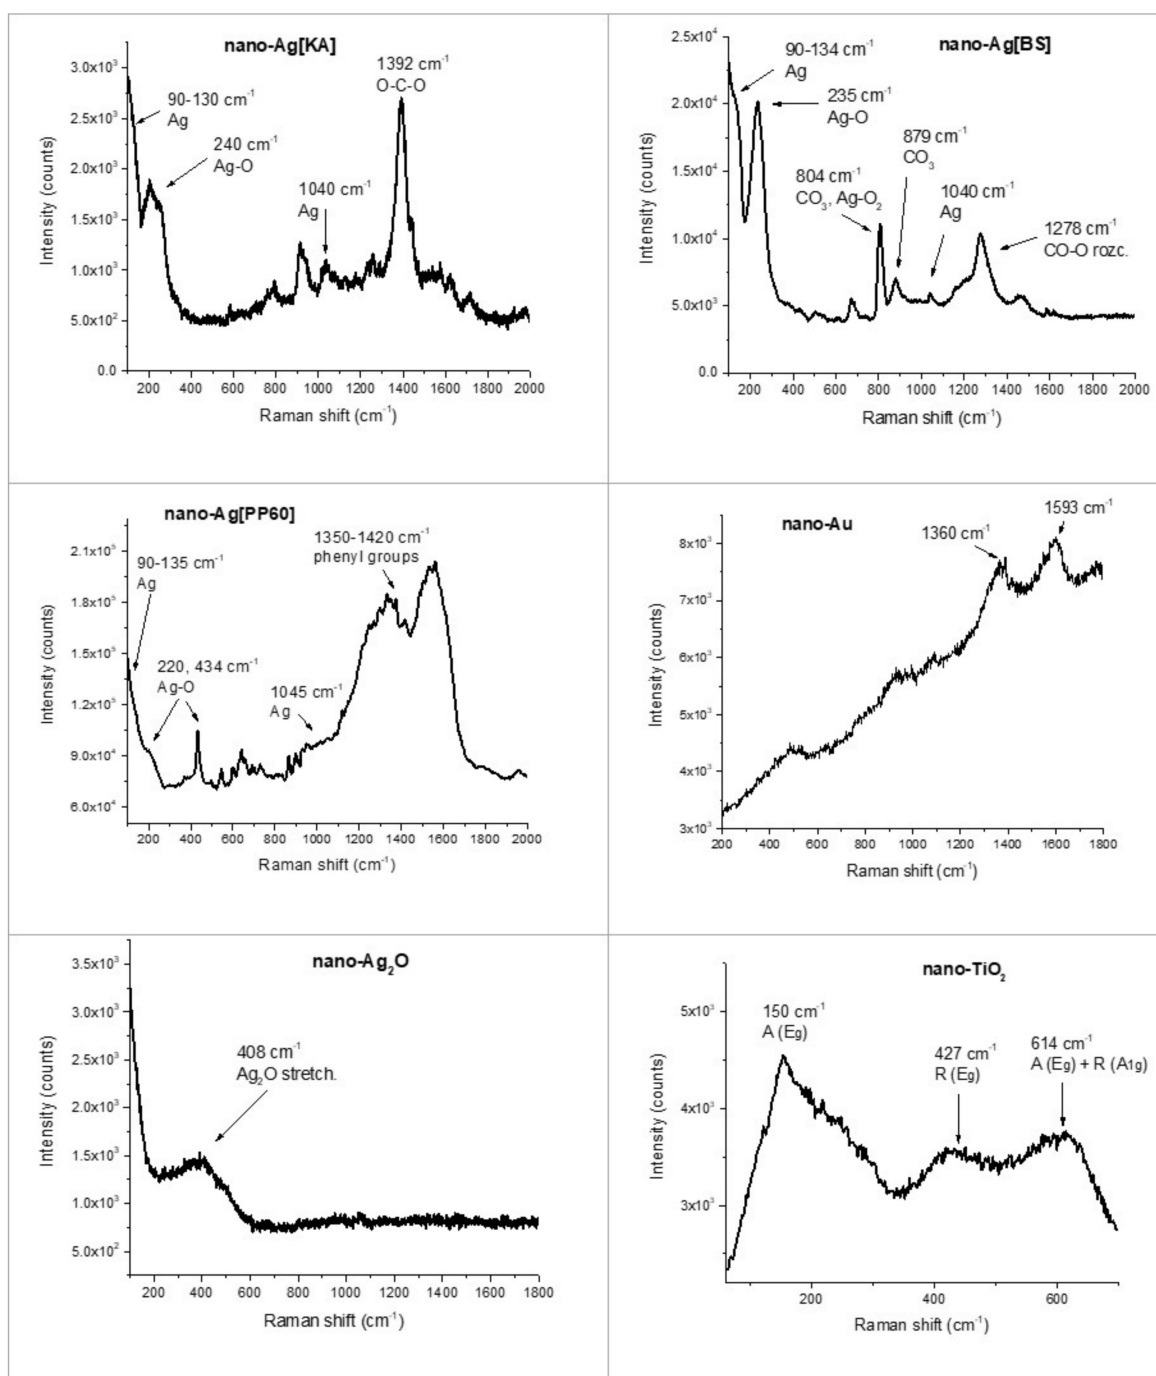 nano-Ag[KA]
1392 cm⁻¹
O-C-O
90-130 cm⁻¹
Ag
240 cm⁻¹
Ag-O
1040 cm⁻¹
Ag
Intensity (counts)
3.0x10³
2.5x10³
2.0x10³
1.5x10³
1.0x10³
5.0x10²
0.0
200 400 600 800 1000 1200 1400 1600 1800 2000
Raman shift (cm⁻¹)
nano-Ag[BS]
90-134 cm⁻¹
Ag
235 cm⁻¹
Ag-O
879 cm⁻¹
CO₃
804 cm⁻¹
CO₃, Ag-O₂
1040 cm⁻¹
Ag
1278 cm⁻¹
CO-O rozc.
Intensity (counts)
2.5x10⁴
2.0x10⁴
1.5x10⁴
1.0x10⁴
5.0x10³
0.0
200 400 600 800 1000 1200 1400 1600 1800 2000
Raman shift (cm⁻¹)
nano-Ag[PP60]
1350-1420 cm⁻¹
phenyl groups
90-135 cm⁻¹
Ag
220, 434 cm⁻¹
Ag-O
1045 cm⁻¹
Ag
Intensity (counts)
2.1x10⁵
1.8x10⁵
1.5x10⁵
1.2x10⁵
9.0x10⁴
6.0x10⁴
200 400 600 800 1000 1200 1400 1600 1800 2000
Raman shift (cm⁻¹)
nano-Au
1360 cm⁻¹
1593 cm⁻¹
Intensity (counts)
8x10³
7x10³
6x10³
5x10³
4x10³
3x10³
200 400 600 800 1000 1200 1400 1600 1800
Raman shift (cm⁻¹)
nano-Ag₂O
408 cm⁻¹
Ag₂O stretch.
Intensity (counts)
3.5x10³
3.0x10³
2.5x10³
2.0x10³
1.5x10³
1.0x10³
5.0x10²
200 400 600 800 1000 1200 1400 1600 1800
Raman shift (cm⁻¹)
nano-TiO₂
150 cm⁻¹
A (Eg)
427 cm⁻¹
R (Eg)
614 cm⁻¹
A (Eg) + R (A1g)
Intensity (counts)
5x10³
4x10³
3x10³
200 400 600
Raman shift (cm⁻¹)